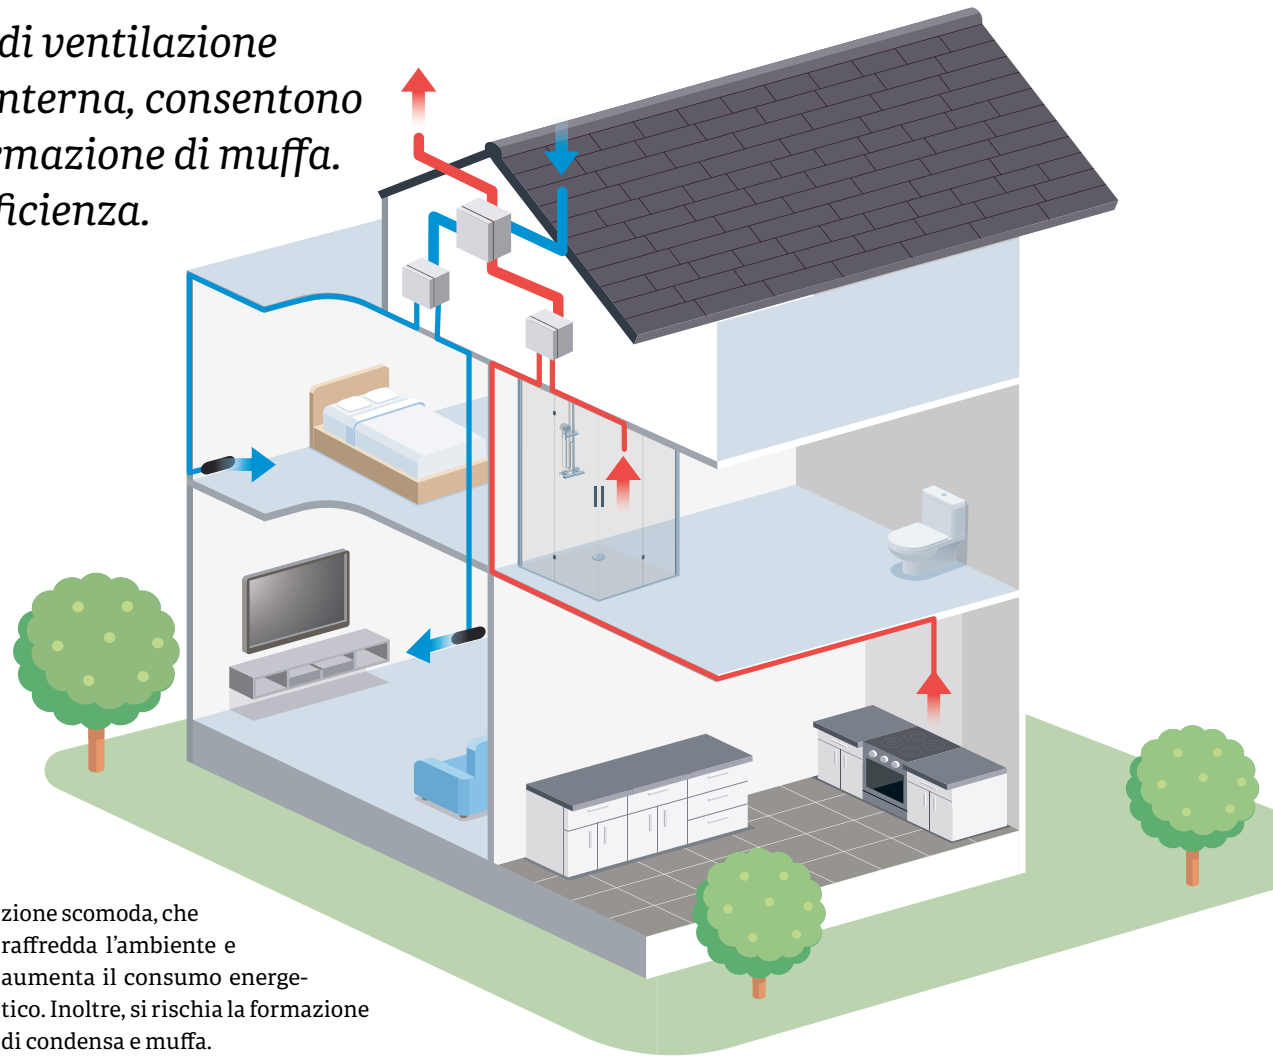 di ventilazione
nterna, consentono
rmazione di muffa.
ficienza.
zione scomoda, che
raffredda l’ambiente e
aumenta il consumo energe-
tico. Inoltre, si rischia la formazione
di condensa e muffa.